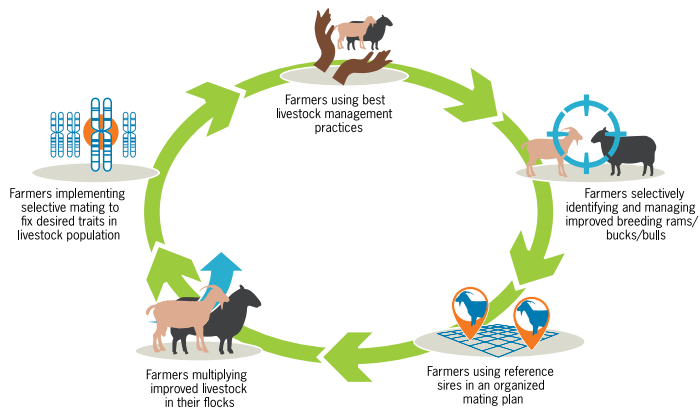 Farmers using best
livestock management
practices
Farmers selectively
identifying and managing
improved breeding rams/
bucks/bulls
Farmers using reference
sires in an organized
mating plan
Farmers multiplying
improved livestock
in their flocks
Farmers implementing
selective mating to
fix desired traits in
livestock population